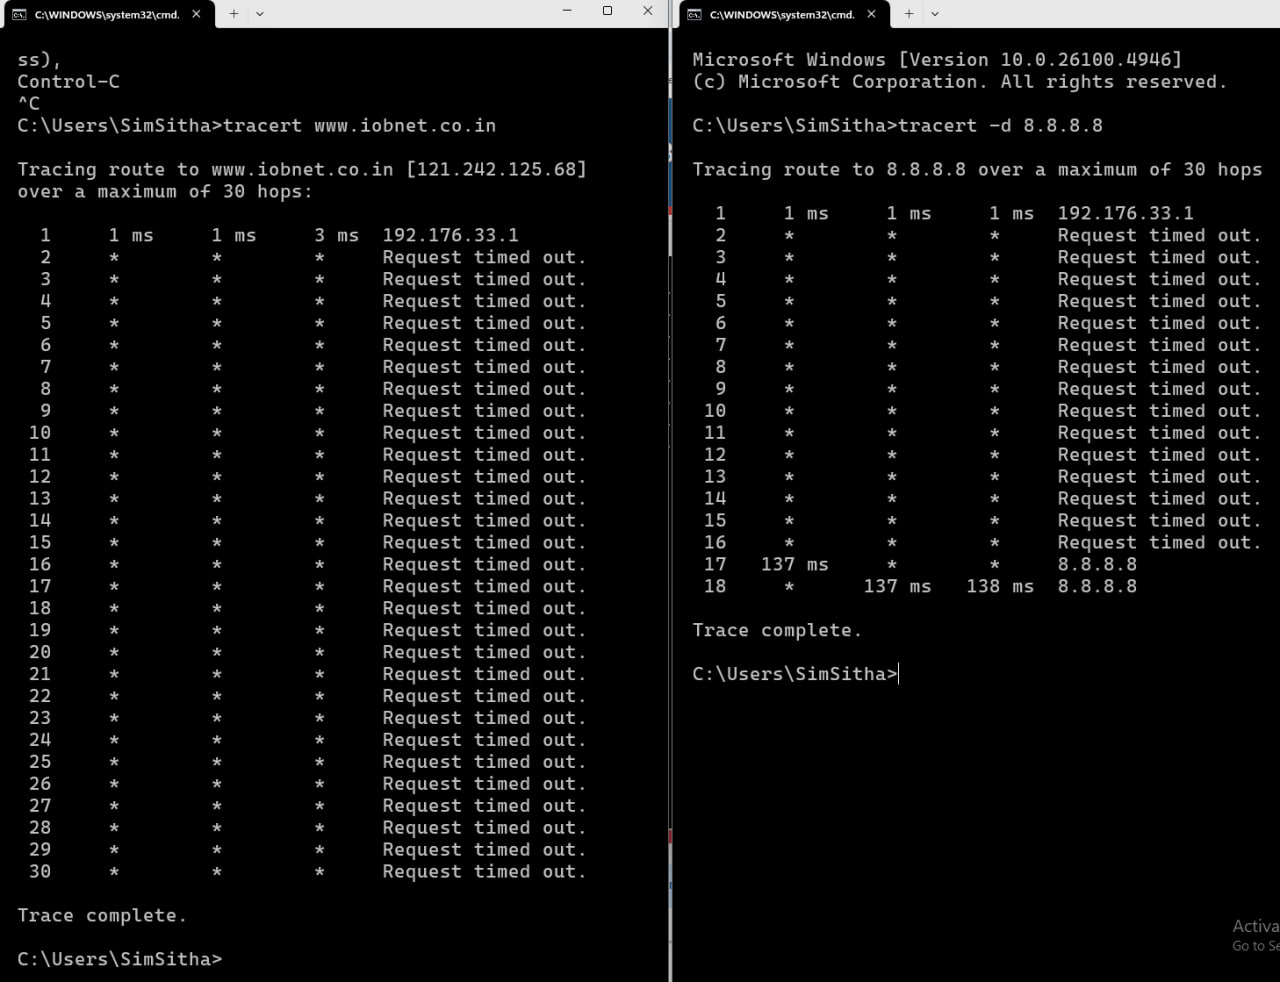 C:\WINDOWS\system32\cmd.
ss),
Control-C
^C
C:\Users\SimSitha>tracert www.iobnet.co.in
Tracing route to www.iobnet.co.in [121.242.125.68]
over a maximum of 30 hops:
1 1 ms 1 ms 3 ms 192.176.33.1
2 * * * Request timed out.
3 * * * Request timed out.
4 * * * Request timed out.
5 * * * Request timed out.
6 * * * Request timed out.
7 * * * Request timed out.
8 * * * Request timed out.
9 * * * Request timed out.
10 * * * Request timed out.
11 * * * Request timed out.
12 * * * Request timed out.
13 * * * Request timed out.
14 * * * Request timed out.
15 * * * Request timed out.
16 * * * Request timed out.
17 * * * Request timed out.
18 * * * Request timed out.
19 * * * Request timed out.
20 * * * Request timed out.
21 * * * Request timed out.
22 * * * Request timed out.
23 * * * Request timed out.
24 * * * Request timed out.
25 * * * Request timed out.
26 * * * Request timed out.
27 * * * Request timed out.
28 * * * Request timed out.
29 * * * Request timed out.
30 * * * Request timed out.
Trace complete.
C:\Users\SimSitha>
C:\WINDOWS\system32\cmd.
Microsoft Windows [Version 10.0.26100.4946]
(c) Microsoft Corporation. All rights reserved.
C:\Users\SimSitha>tracert -d 8.8.8.8
Tracing route to 8.8.8.8 over a maximum of 30 hops
1 1 ms 1 ms 1 ms 192.176.33.1
2 * * * Request timed out.
3 * * * Request timed out.
4 * * * Request timed out.
5 * * * Request timed out.
6 * * * Request timed out.
7 * * * Request timed out.
8 * * * Request timed out.
9 * * * Request timed out.
10 * * * Request timed out.
11 * * * Request timed out.
12 * * * Request timed out.
13 * * * Request timed out.
14 * * * Request timed out.
15 * * * Request timed out.
16 * * * Request timed out.
17 137 ms * * 8.8.8.8
18 * 137 ms 138 ms 8.8.8.8
Trace complete.
C:\Users\SimSitha>
Activa
Go to Se